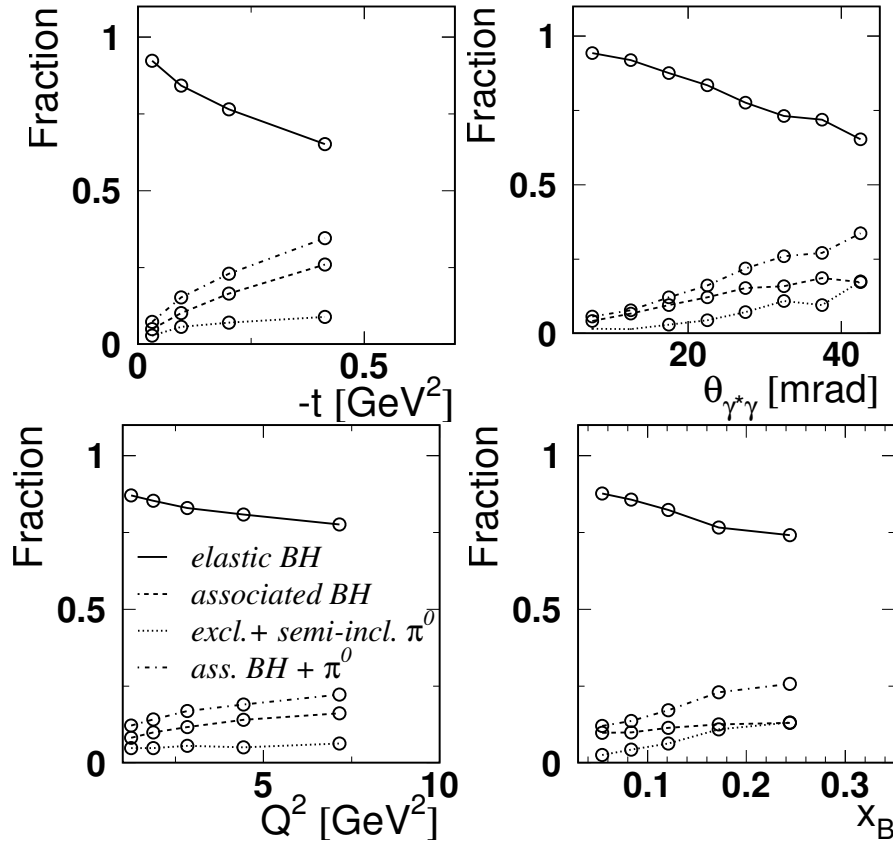 Fraction
1
0.5
0
0
0.5
-t [GeV²]
Fraction
1
0.5
0
20
40
θγ*γ [mrad]
Fraction
1
0.5
0
5
10
Q² [GeV²]
elastic BH
associated BH
excl.+ semi-incl. π⁰
ass. BH + π⁰
Fraction
1
0.5
0
0.1
0.2
0.3
x_B